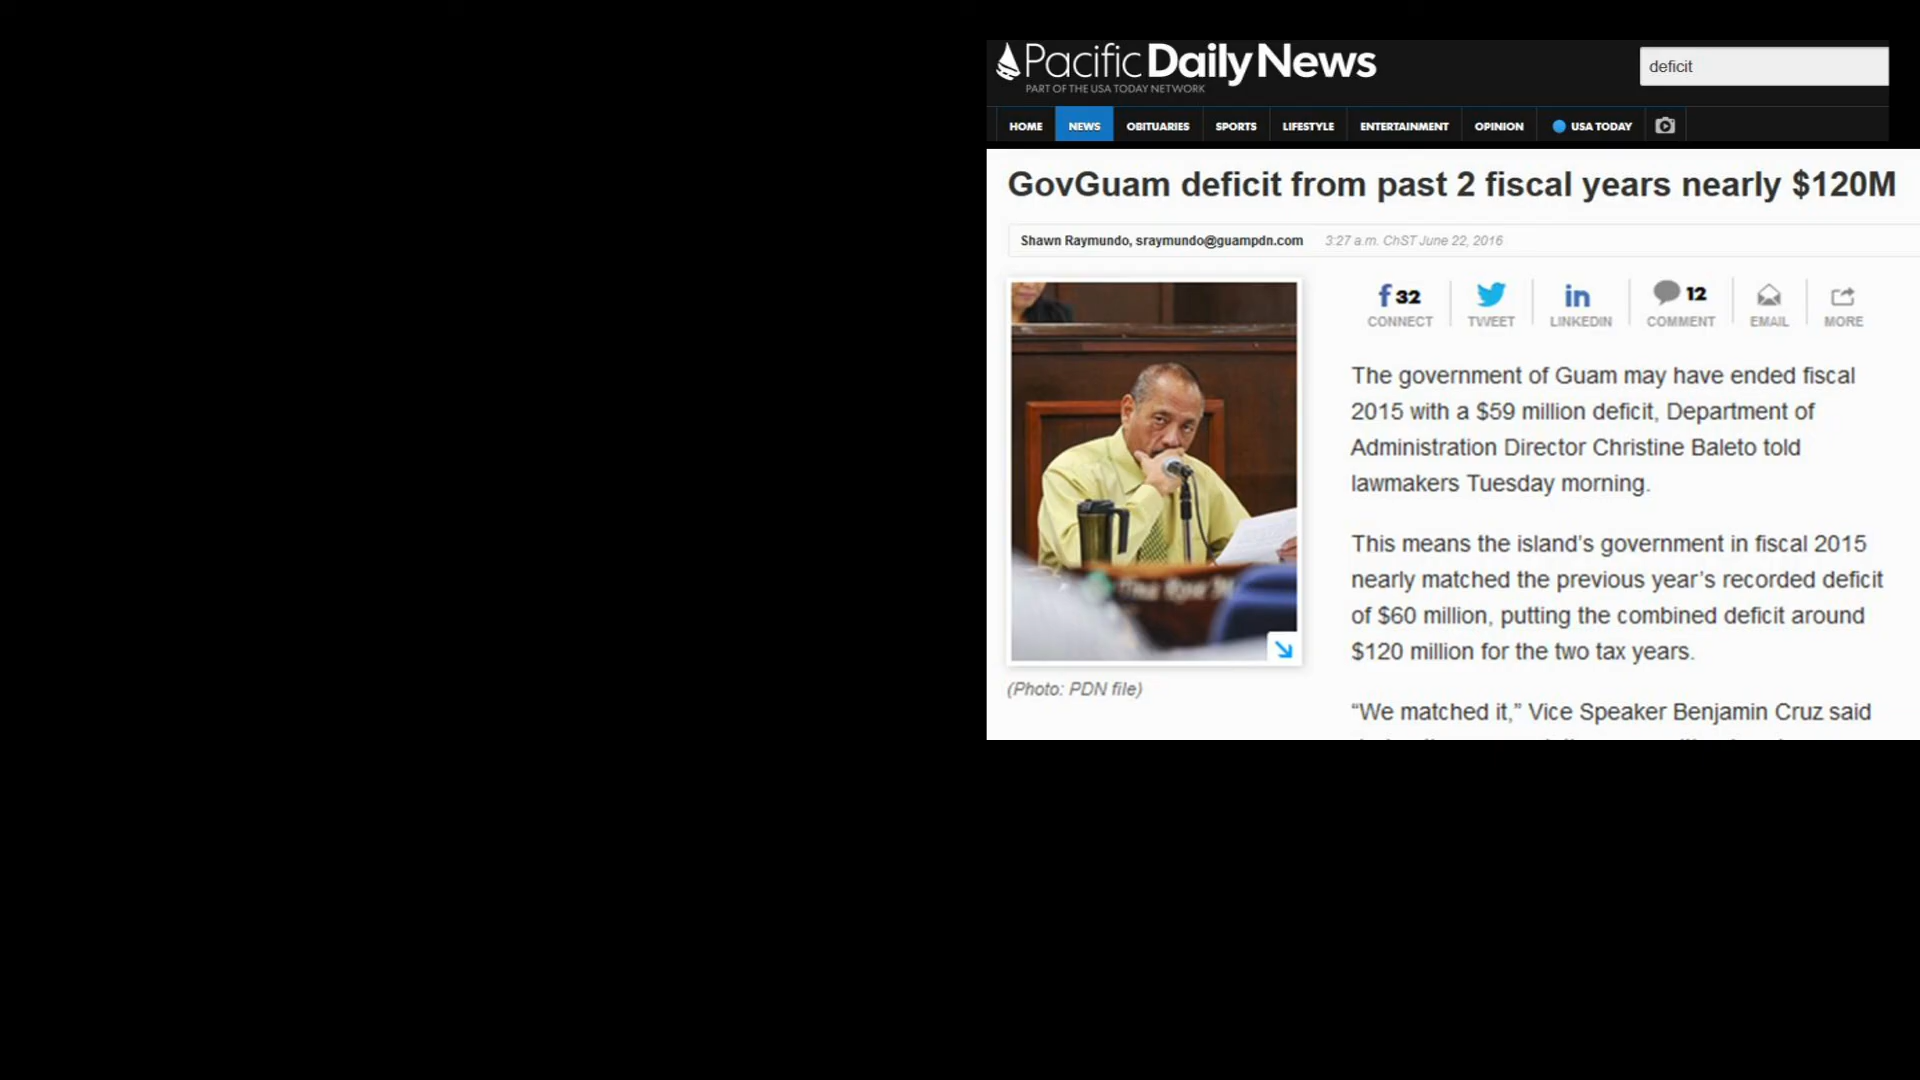 Pacific Daily News
PART OF THE USA TODAY NETWORK
deficit
HOME NEWS OBITUARIES SPORTS LIFESTYLE ENTERTAINMENT OPINION USA TODAY
GovGuam deficit from past 2 fiscal years nearly $120M
Shawn Raymundo, sraymundo@guampdn.com 3:27 a.m. ChST June 22, 2016
32 12
CONNECT TWEET LINKEDIN COMMENT EMAIL MORE
(Photo: PDN file)
The government of Guam may have ended fiscal
2015 with a $59 million deficit, Department of
Administration Director Christine Baleto told
lawmakers Tuesday morning.
This means the island’s government in fiscal 2015
nearly matched the previous year’s recorded deficit
of $60 million, putting the combined deficit around
$120 million for the two tax years.
“We matched it,” Vice Speaker Benjamin Cruz said